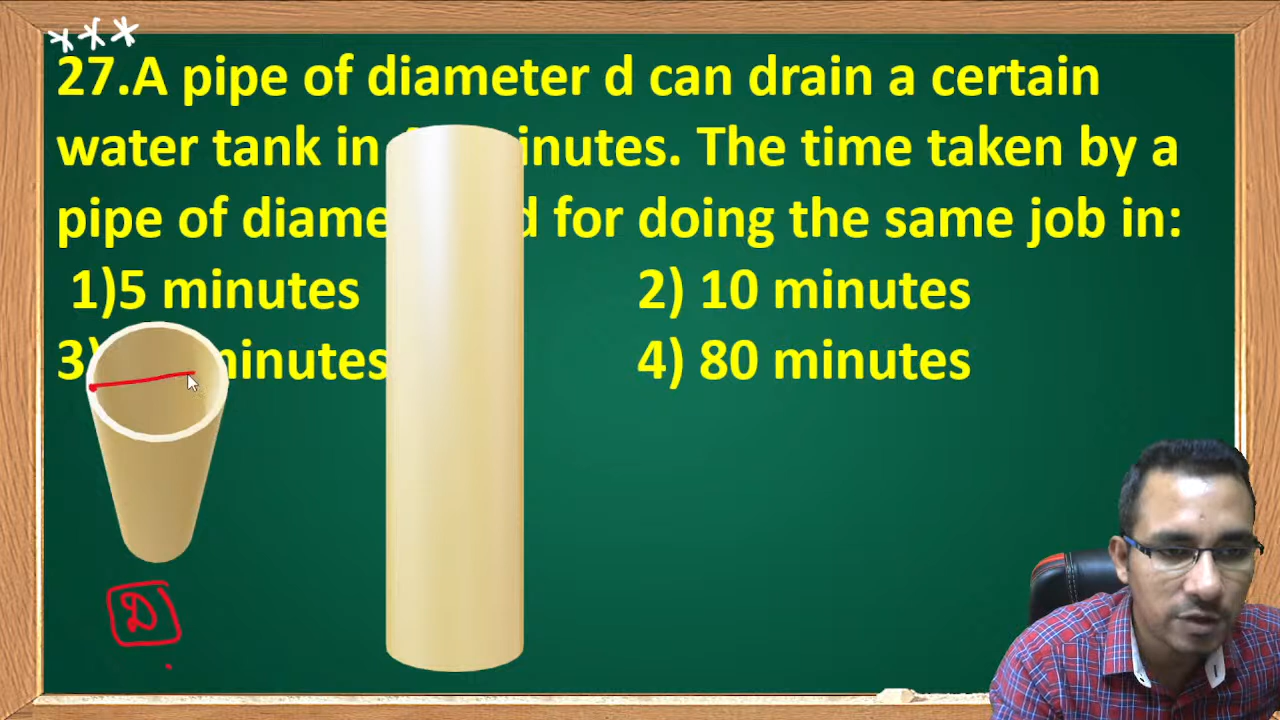 ***
27.A pipe of diameter d can drain a certain
water tank in minutes. The time taken by a
pipe of d for doing the same job in:
1)5 minutes
2) 10 minutes
3) minutes
4) 80 minutes
D